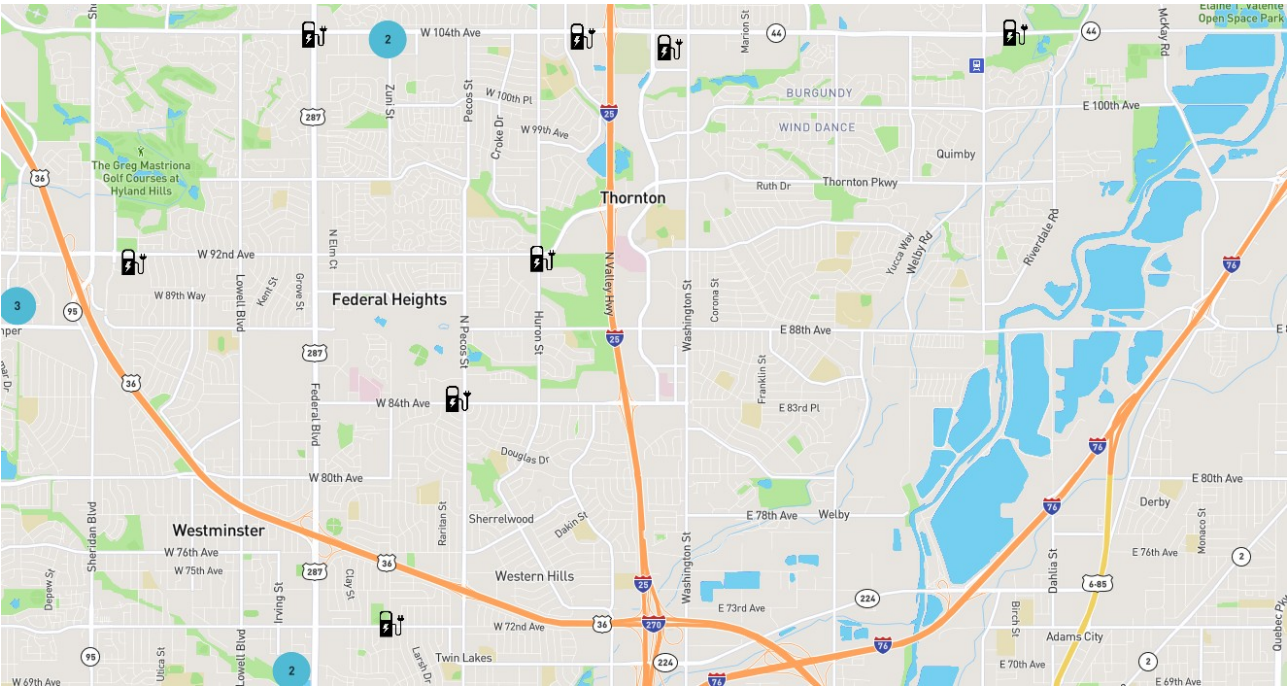 Elaine T. Valente
Open Space Park
McKay Rd
Marion St
44
44
2
W 104th Ave
Zuni St
Pecos St
W 100th Pl
BURGUNDY
E 100th Ave
287
25
Croke Dr
W 99th Ave
WIND DANCE
Quimby
The Greg Mastriona
Golf Courses at
Hyland Hills
36
Thornton
Ruth Dr
Thornton Pkwy
Riverdale Rd
N Elm Ct
W 92nd Ave
Yucca Way
Welby Rd
76
Lowell Blvd
Kent St
Grove St
W 89th Way
Federal Heights
N Valley Hwy
Washington St
Corona St
3
95
N Pecos St
Huron St
E 88th Ave
25
287
36
mar Dr
Federal Blvd
W 84th Ave
Franklin St
E 83rd Pl
76
Douglas Dr
W 80th Ave
E 80th Ave
Sheridan Blvd
Raritan St
76
Derby
Sherrelwood
Dakin St
E 78th Ave
Welby
Monaco St
Westminster
W 76th Ave
W 75th Ave
36
Washington St
E 76th Ave
2
Depew St
287
Clay St
Western Hills
25
Dahlia St
6-85
Irving St
224
E 73rd Ave
Birch St
W 72nd Ave
36
270
Adams City
Quebec Pkwy
76
95
Utica St
Lowell Blvd
2
Larsh Dr
Twin Lakes
224
E 70th Ave
2
W 69th Ave
76
E 69th Ave